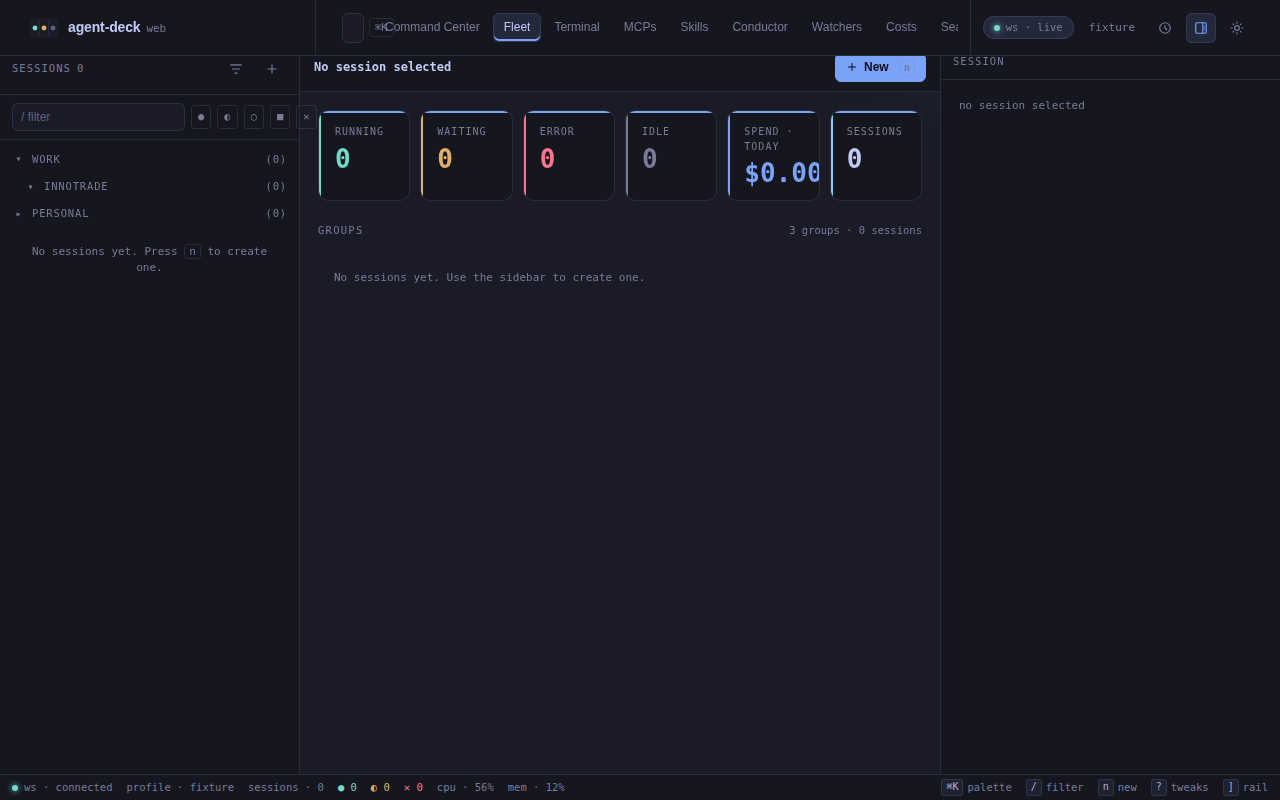 agent-deck web
⌘K
Command Center
Fleet
Terminal
MCPs
Skills
Conductor
Watchers
Costs
ws · live
fixture
SESSIONS 0
/ filter
WORK (0)
INNOTRADE (0)
PERSONAL (0)
No sessions yet. Press n to create
one.
No session selected
+ New n
RUNNING
0
WAITING
0
ERROR
0
IDLE
0
SPEND ·
TODAY
$0.00
SESSIONS
0
GROUPS
3 groups · 0 sessions
No sessions yet. Use the sidebar to create one.
SESSION
no session selected
ws · connected profile · fixture sessions · 0 ● 0 ◐ 0 × 0 cpu · 56% mem · 12%
⌘K palette / filter n new ? tweaks ] rail